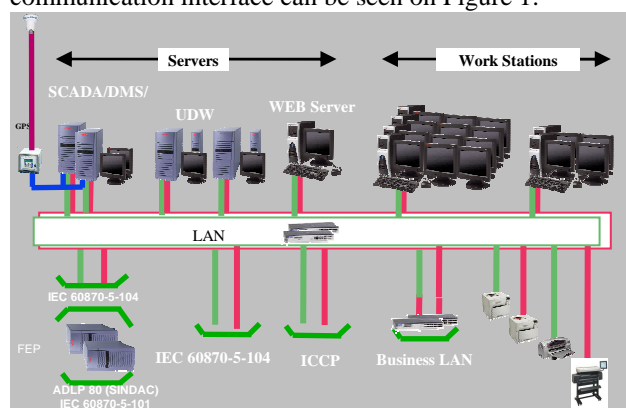 communication interface can be seen on Figure 1.
Servers
Work Stations
SCADA/DMS/
UDW
WEB Server
GPS
LAN
IEC 60870-5-104
FEP
IEC 60870-5-104
ICCP
Business LAN
ADLP 80 (SINDAC)
IEC 60870-5-101